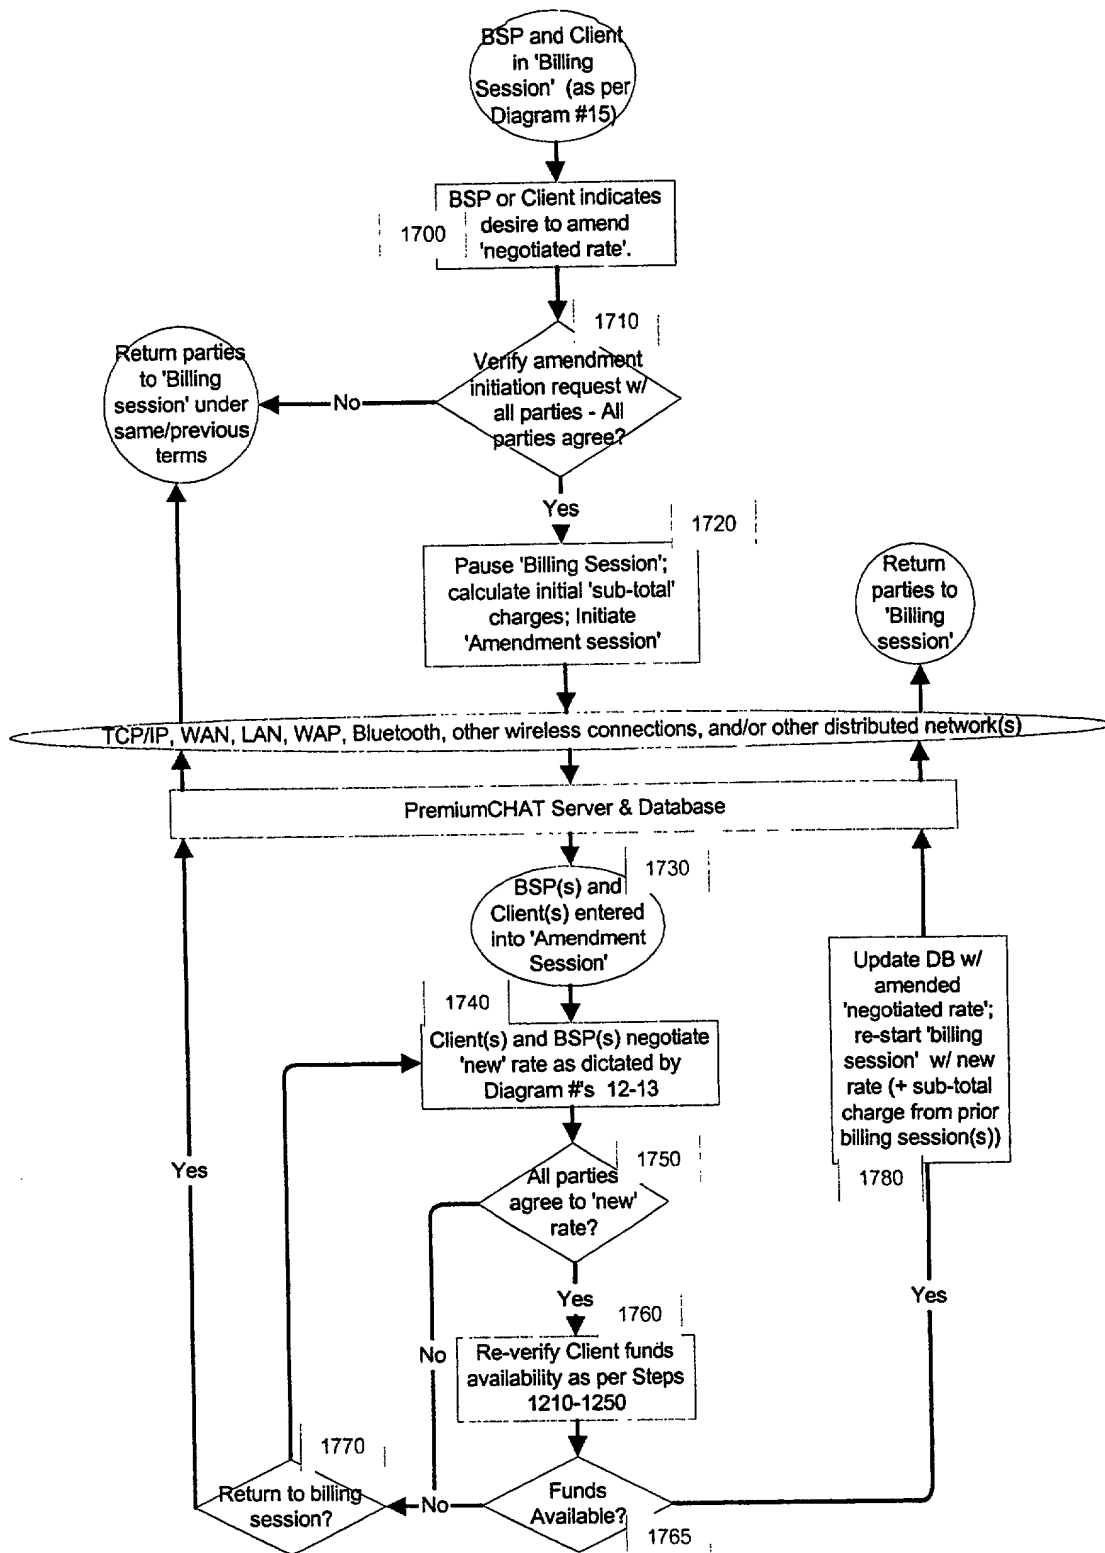 BSP and Client
in 'Billing
Session' (as per
Diagram #15)
BSP or Client indicates
desire to amend
'negotiated rate'.
1700
1710
Verify amendment
initiation request w/
all parties - All
parties agree?
No
Return parties
to 'Billing
session' under
same/previous
terms
Yes
1720
Pause 'Billing Session';
calculate initial 'sub-total'
charges; Initiate
'Amendment session'
Return
parties to
'Billing
session'
TCP/IP, WAN, LAN, WAP, Bluetooth, other wireless connections, and/or other distributed network(s)
PremiumCHAT Server & Database
1730
BSP(s) and
Client(s) entered
into 'Amendment
Session'
1740
Client(s) and BSP(s) negotiate
'new' rate as dictated by
Diagram #'s 12-13
Update DB w/
amended
'negotiated rate';
re-start 'billing
session' w/ new
rate (+ sub-total
charge from prior
billing session(s))
1780
Yes
1750
All parties
agree to 'new'
rate?
Yes
Yes
No
1760
Re-verify Client funds
availability as per Steps
1210-1250
1770
Return to billing
session?
No
Funds
Available?
1765